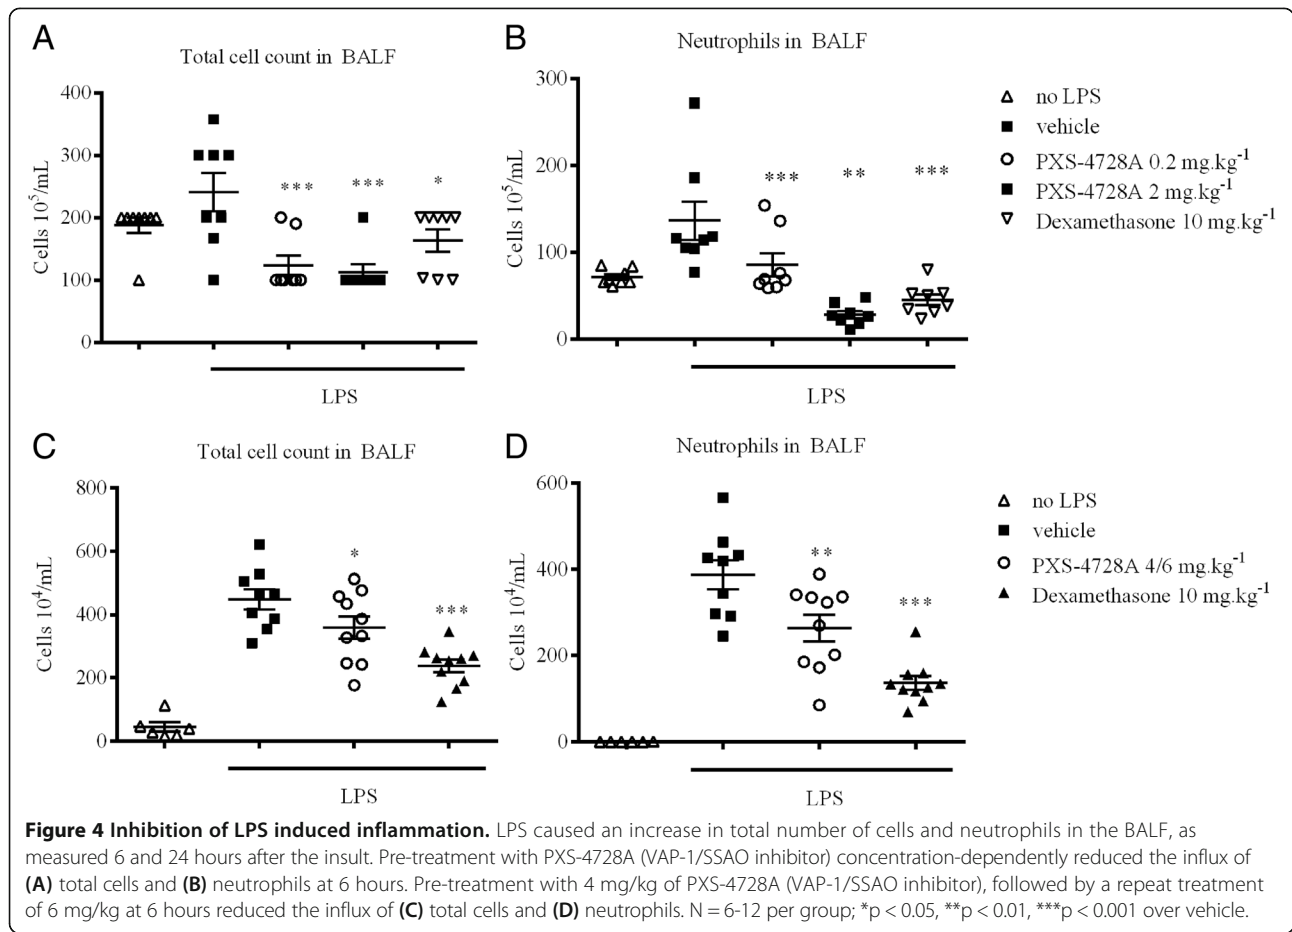 A
Total cell count in BALF
Cells 10⁵/mL
400
300
200
100
0
***
***
*
LPS
B
Neutrophils in BALF
Cells 10⁵/mL
300
200
100
0
***
**
***
LPS
no LPS
vehicle
PXS-4728A 0.2 mg.kg⁻¹
PXS-4728A 2 mg.kg⁻¹
Dexamethasone 10 mg.kg⁻¹
C
Total cell count in BALF
Cells 10⁴/mL
800
600
400
200
0
*
***
LPS
D
Neutrophils in BALF
Cells 10⁴/mL
600
400
200
0
**
***
LPS
no LPS
vehicle
PXS-4728A 4/6 mg.kg⁻¹
Dexamethasone 10 mg.kg⁻¹
Figure 4 Inhibition of LPS induced inflammation. LPS caused an increase in total number of cells and neutrophils in the BALF, as
measured 6 and 24 hours after the insult. Pre-treatment with PXS-4728A (VAP-1/SSAO inhibitor) concentration-dependently reduced the influx of
(A) total cells and (B) neutrophils at 6 hours. Pre-treatment with 4 mg/kg of PXS-4728A (VAP-1/SSAO inhibitor), followed by a repeat treatment
of 6 mg/kg at 6 hours reduced the influx of (C) total cells and (D) neutrophils. N = 6-12 per group; *p < 0.05, **p < 0.01, ***p < 0.001 over vehicle.